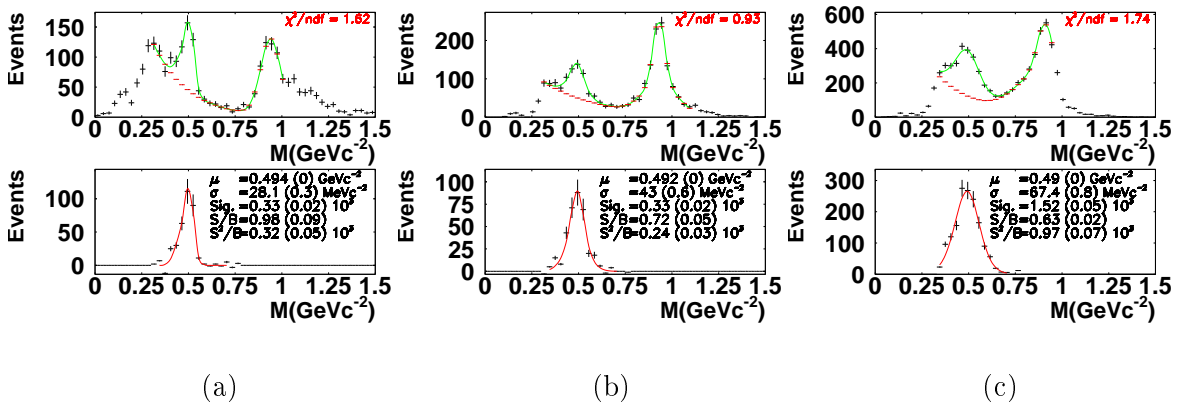 χ²/ndf = 1.62
Events
150
125
100
75
50
25
0
0 0.25 0.5 0.75 1 1.25 1.5
M(GeVc⁻²)
μ =0.494 (0) GeVc⁻²
σ =28.1 (0.3) MeVc⁻²
Sig.=0.33 (0.02) 10³
S/B=0.98 (0.09)
S²/B=0.32 (0.05) 10³
Events
100
50
0
0 0.25 0.5 0.75 1 1.25 1.5
M(GeVc⁻²)
(a)
χ²/ndf = 0.93
Events
200
100
0
0 0.25 0.5 0.75 1 1.25 1.5
M(GeVc⁻²)
μ =0.492 (0) GeVc⁻²
σ =43 (0.6) MeVc⁻²
Sig.=0.33 (0.02) 10³
S/B=0.72 (0.05)
S²/B=0.24 (0.03) 10³
Events
100
75
50
25
0
0 0.25 0.5 0.75 1 1.25 1.5
M(GeVc⁻²)
(b)
χ²/ndf = 1.74
Events
600
400
200
0
0 0.25 0.5 0.75 1 1.25 1.5
M(GeVc⁻²)
μ =0.49 (0) GeVc⁻²
σ =67.4 (0.8) MeVc⁻²
Sig.=1.52 (0.05) 10³
S/B=0.63 (0.02)
S²/B=0.97 (0.07) 10³
Events
300
200
100
0
0 0.25 0.5 0.75 1 1.25 1.5
M(GeVc⁻²)
(c)